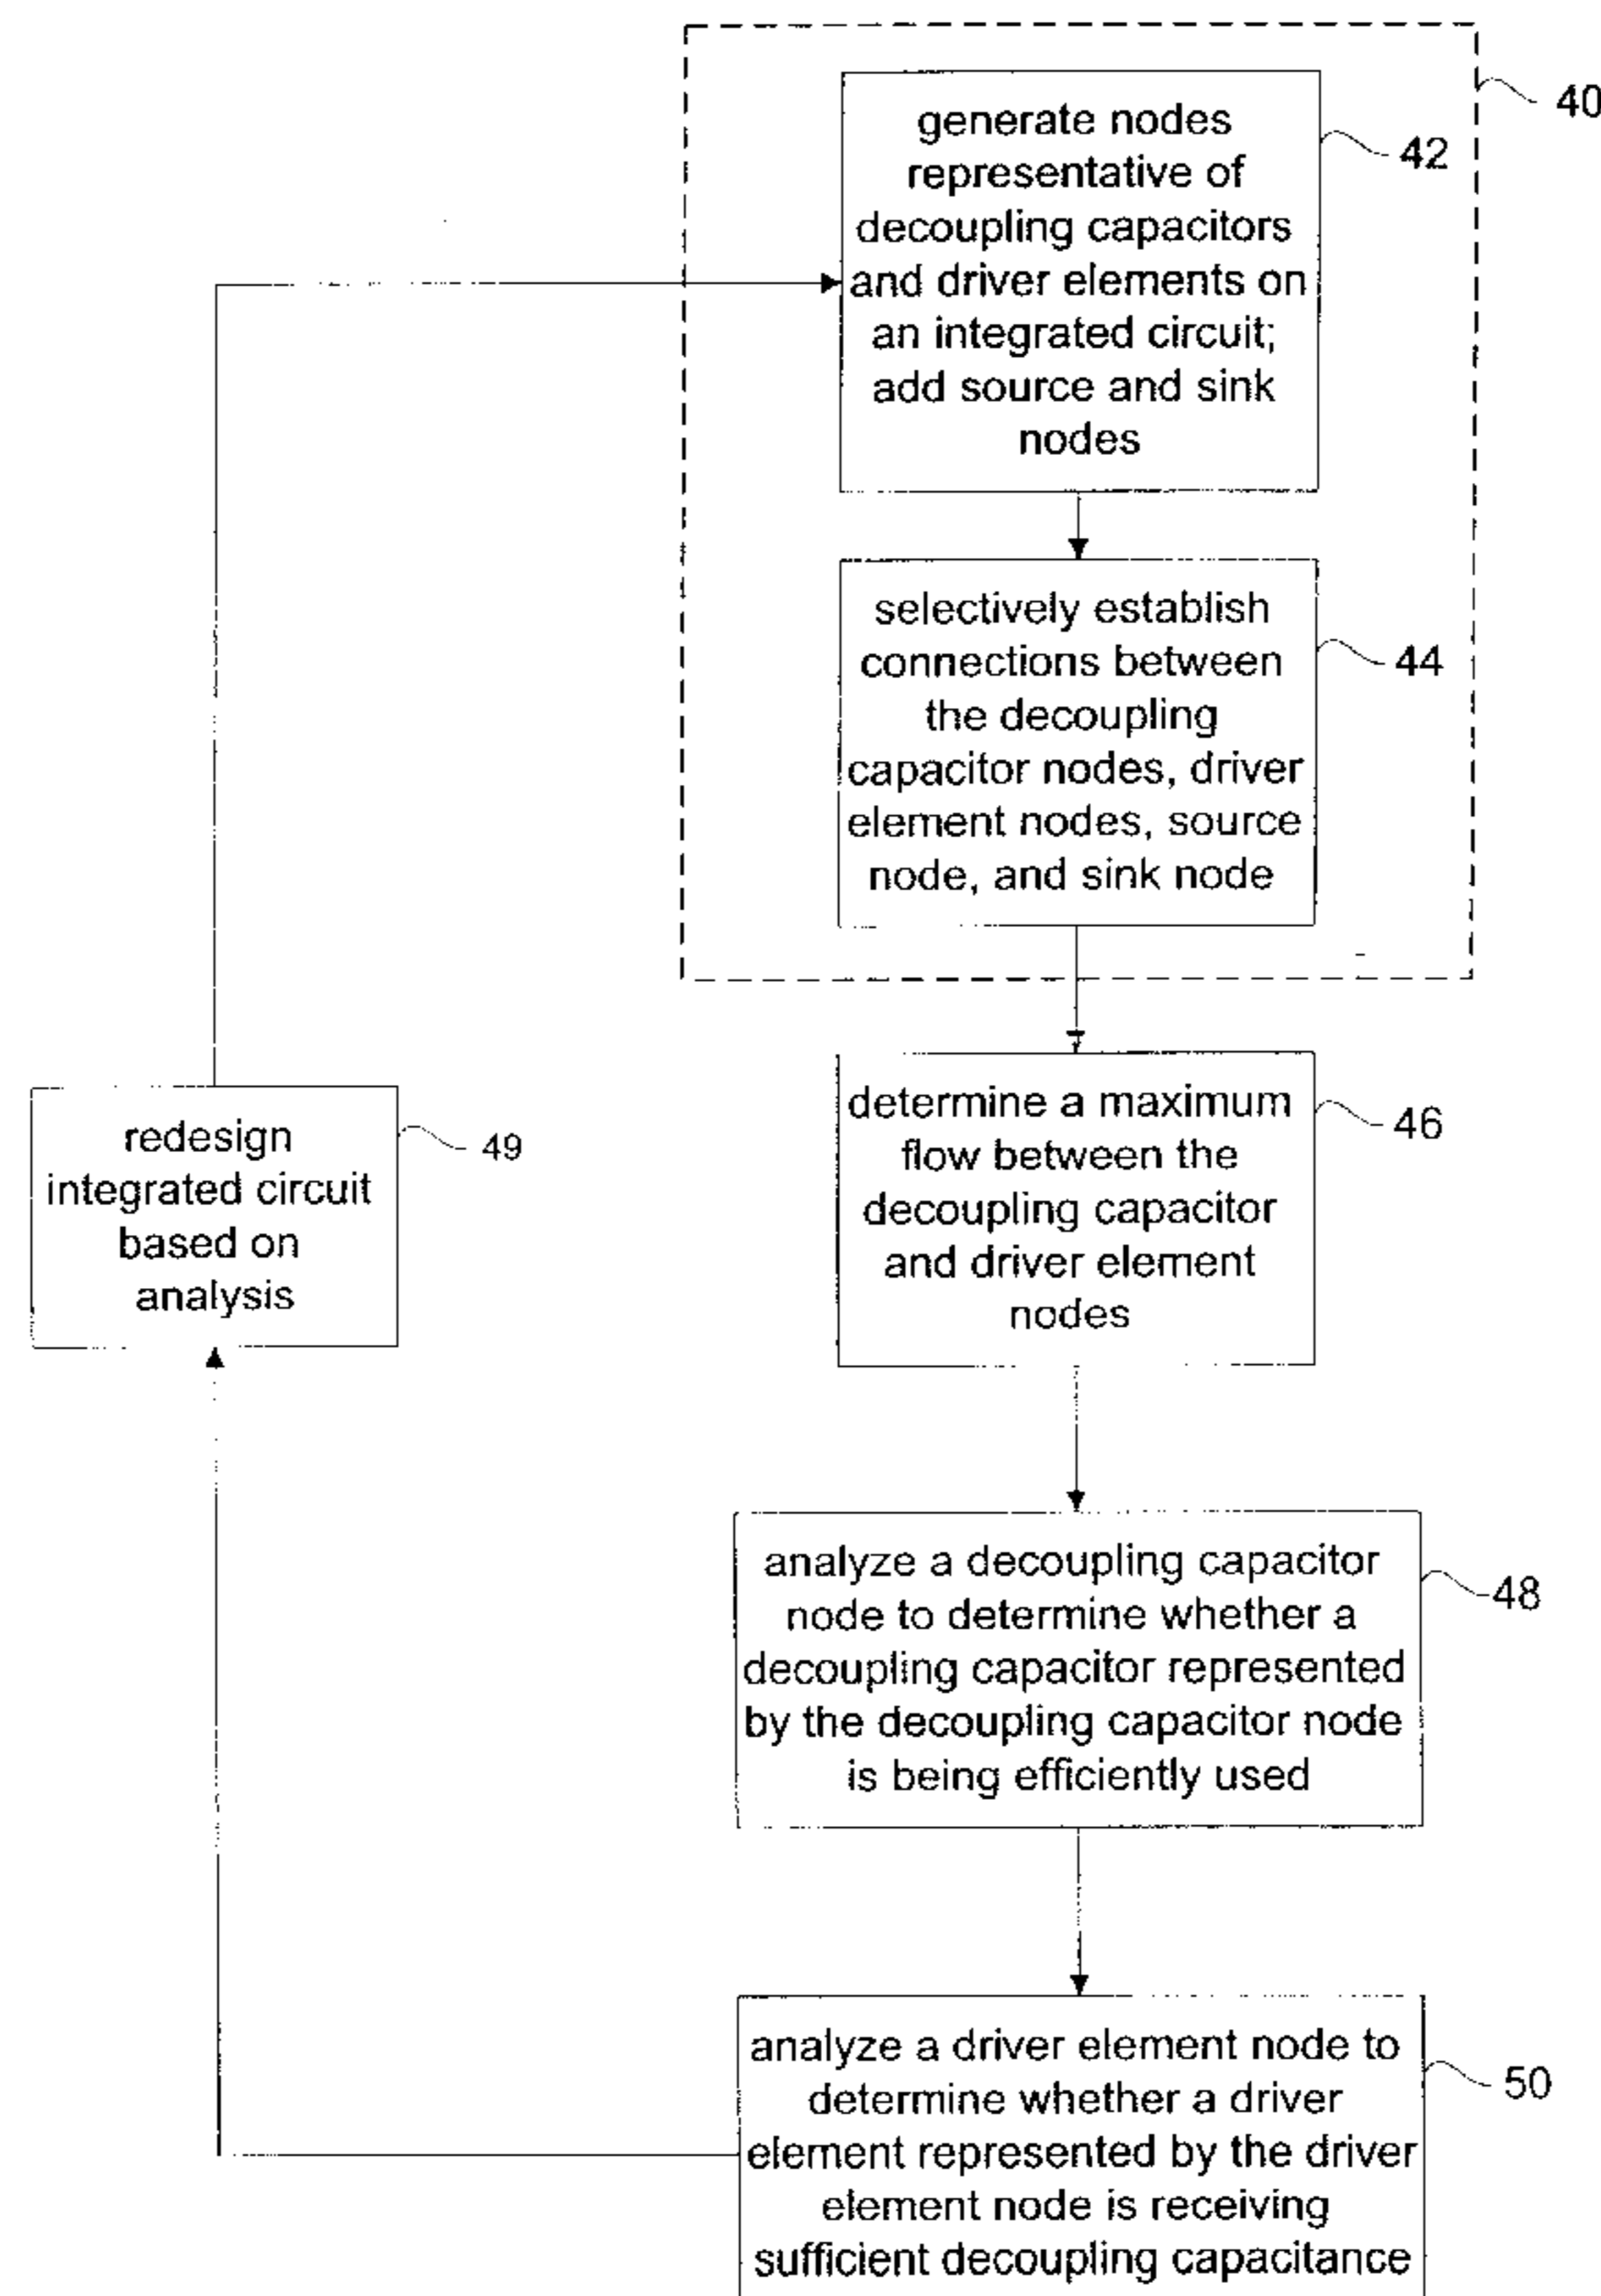 40
generate nodes
42
representative of
decoupling capacitors
and driver elements on
an integrated circuit;
add source and sink
nodes
selectively establish
connections between
44
the decoupling
capacitor nodes, driver
element nodes, source
node, and sink node
determine a maximum
46
flow between the
decoupling capacitor
and driver element
nodes
redesign
49
integrated circuit
based on
analysis
analyze a decoupling capacitor
48
node to determine whether a
decoupling capacitor represented
by the decoupling capacitor node
is being efficiently used
analyze a driver element node to
50
determine whether a driver
element represented by the driver
element node is receiving
sufficient decoupling capacitance